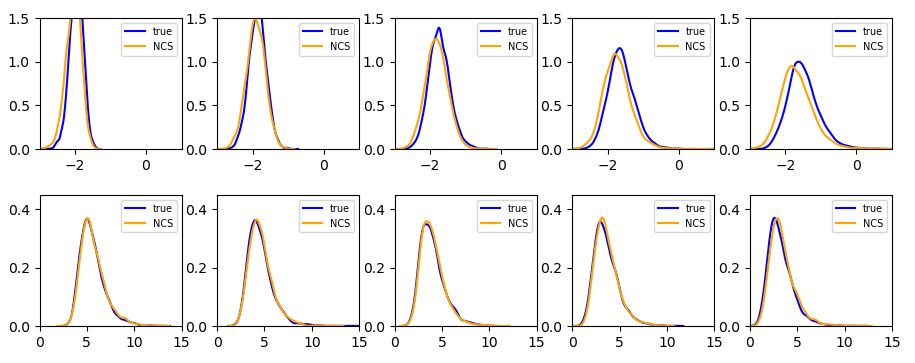 1.5 1.5 1.5 1.5 1.5
true true true true true
NCS NCS NCS NCS NCS
1.0 1.0 1.0 1.0 1.0
0.5 0.5 0.5 0.5 0.5
0.0 0.0 0.0 0.0 0.0
−2 0 −2 0 −2 0 −2 0 −2 0
0.4 0.4 0.4 0.4 0.4
true true true true true
NCS NCS NCS NCS NCS
0.2 0.2 0.2 0.2 0.2
0.0 0.0 0.0 0.0 0.0
0 5 10 15 0 5 10 15 0 5 10 15 0 5 10 15 0 5 10 15